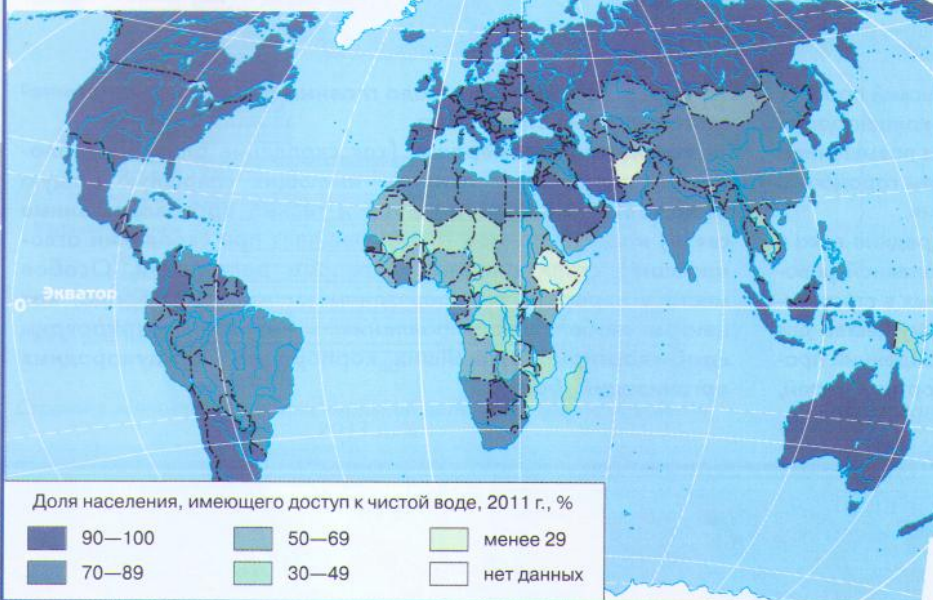 Экватор
0°
Доля населения, имеющего доступ к чистой воде, 2011 г., %
90—100
50—69
менее 29
70—89
30—49
нет данных